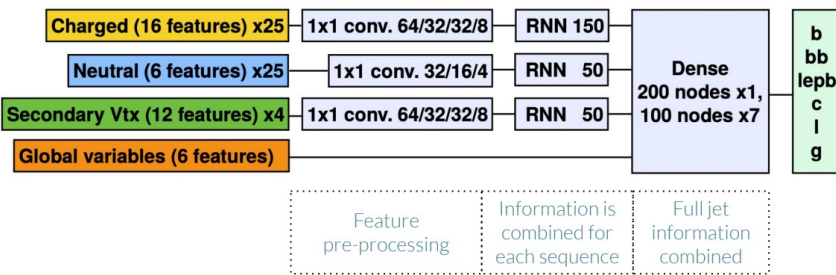 Charged (16 features) x25
1x1 conv. 64/32/32/8
RNN 150
Neutral (6 features) x25
1x1 conv. 32/16/4
RNN 50
Secondary Vtx (12 features) x4
1x1 conv. 64/32/32/8
RNN 50
Global variables (6 features)
Dense
200 nodes x1,
100 nodes x7
b
bb
lepb
c
l
g
Feature
pre-processing
Information is
combined for
each sequence
Full jet
information
combined